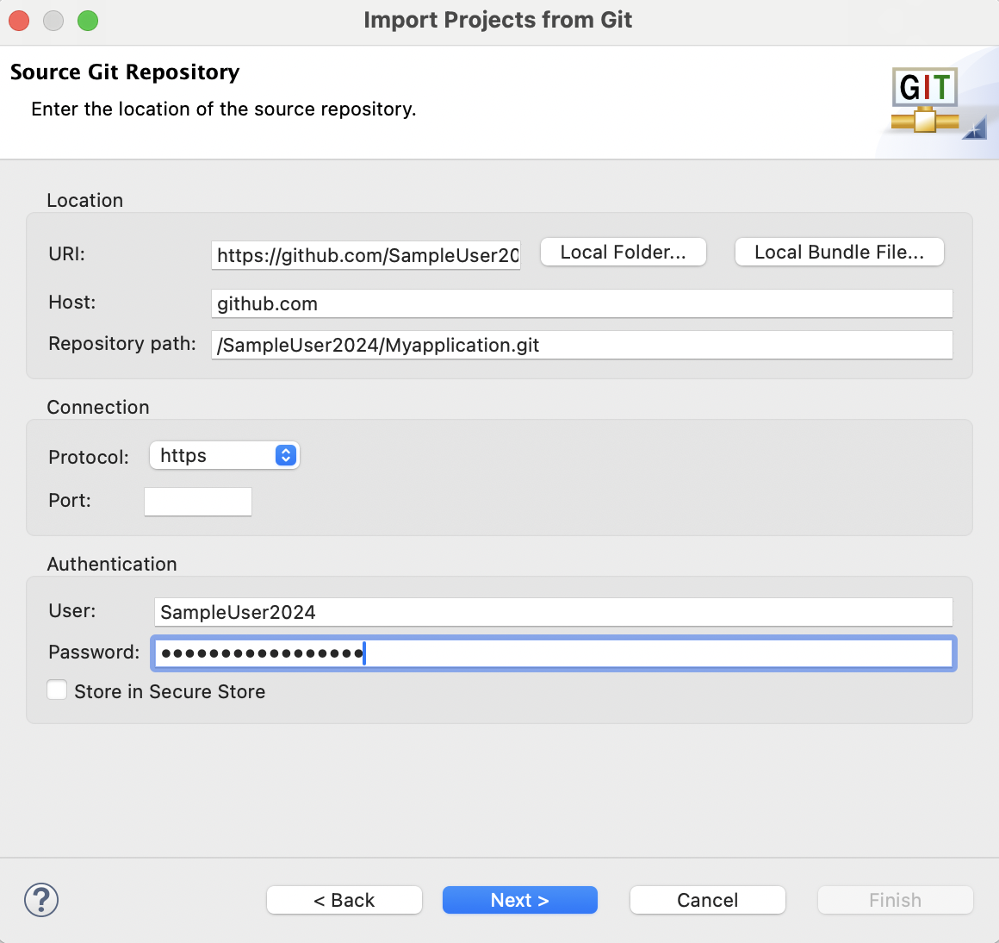 Import Projects from Git
Source Git Repository
Enter the location of the source repository.
GIT
Location
URI: https://github.com/SampleUser20 Local Folder... Local Bundle File...
Host: github.com
Repository path: /SampleUser2024/Myapplication.git
Connection
Protocol: https
Port:
Authentication
User: SampleUser2024
Password: •••••••••••••••••
Store in Secure Store
? < Back Next > Cancel Finish